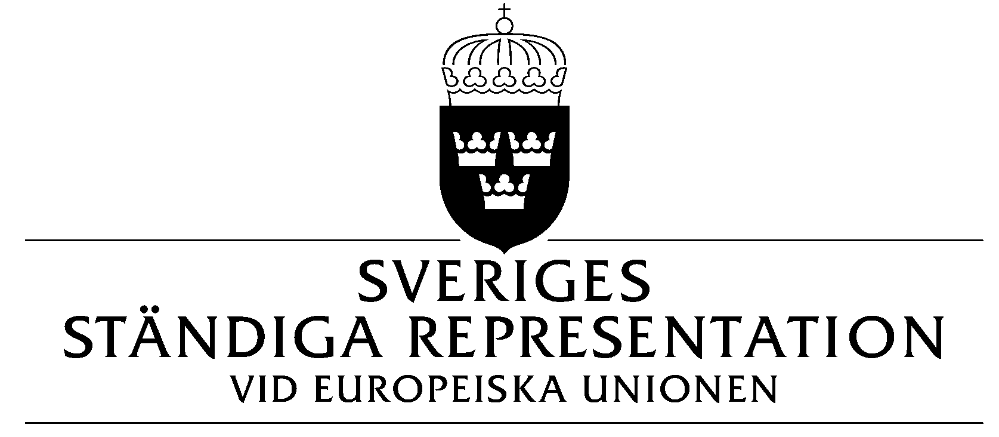 SVERIGES
STÄNDIGA REPRESENTATION
VID EUROPEISKA UNIONEN